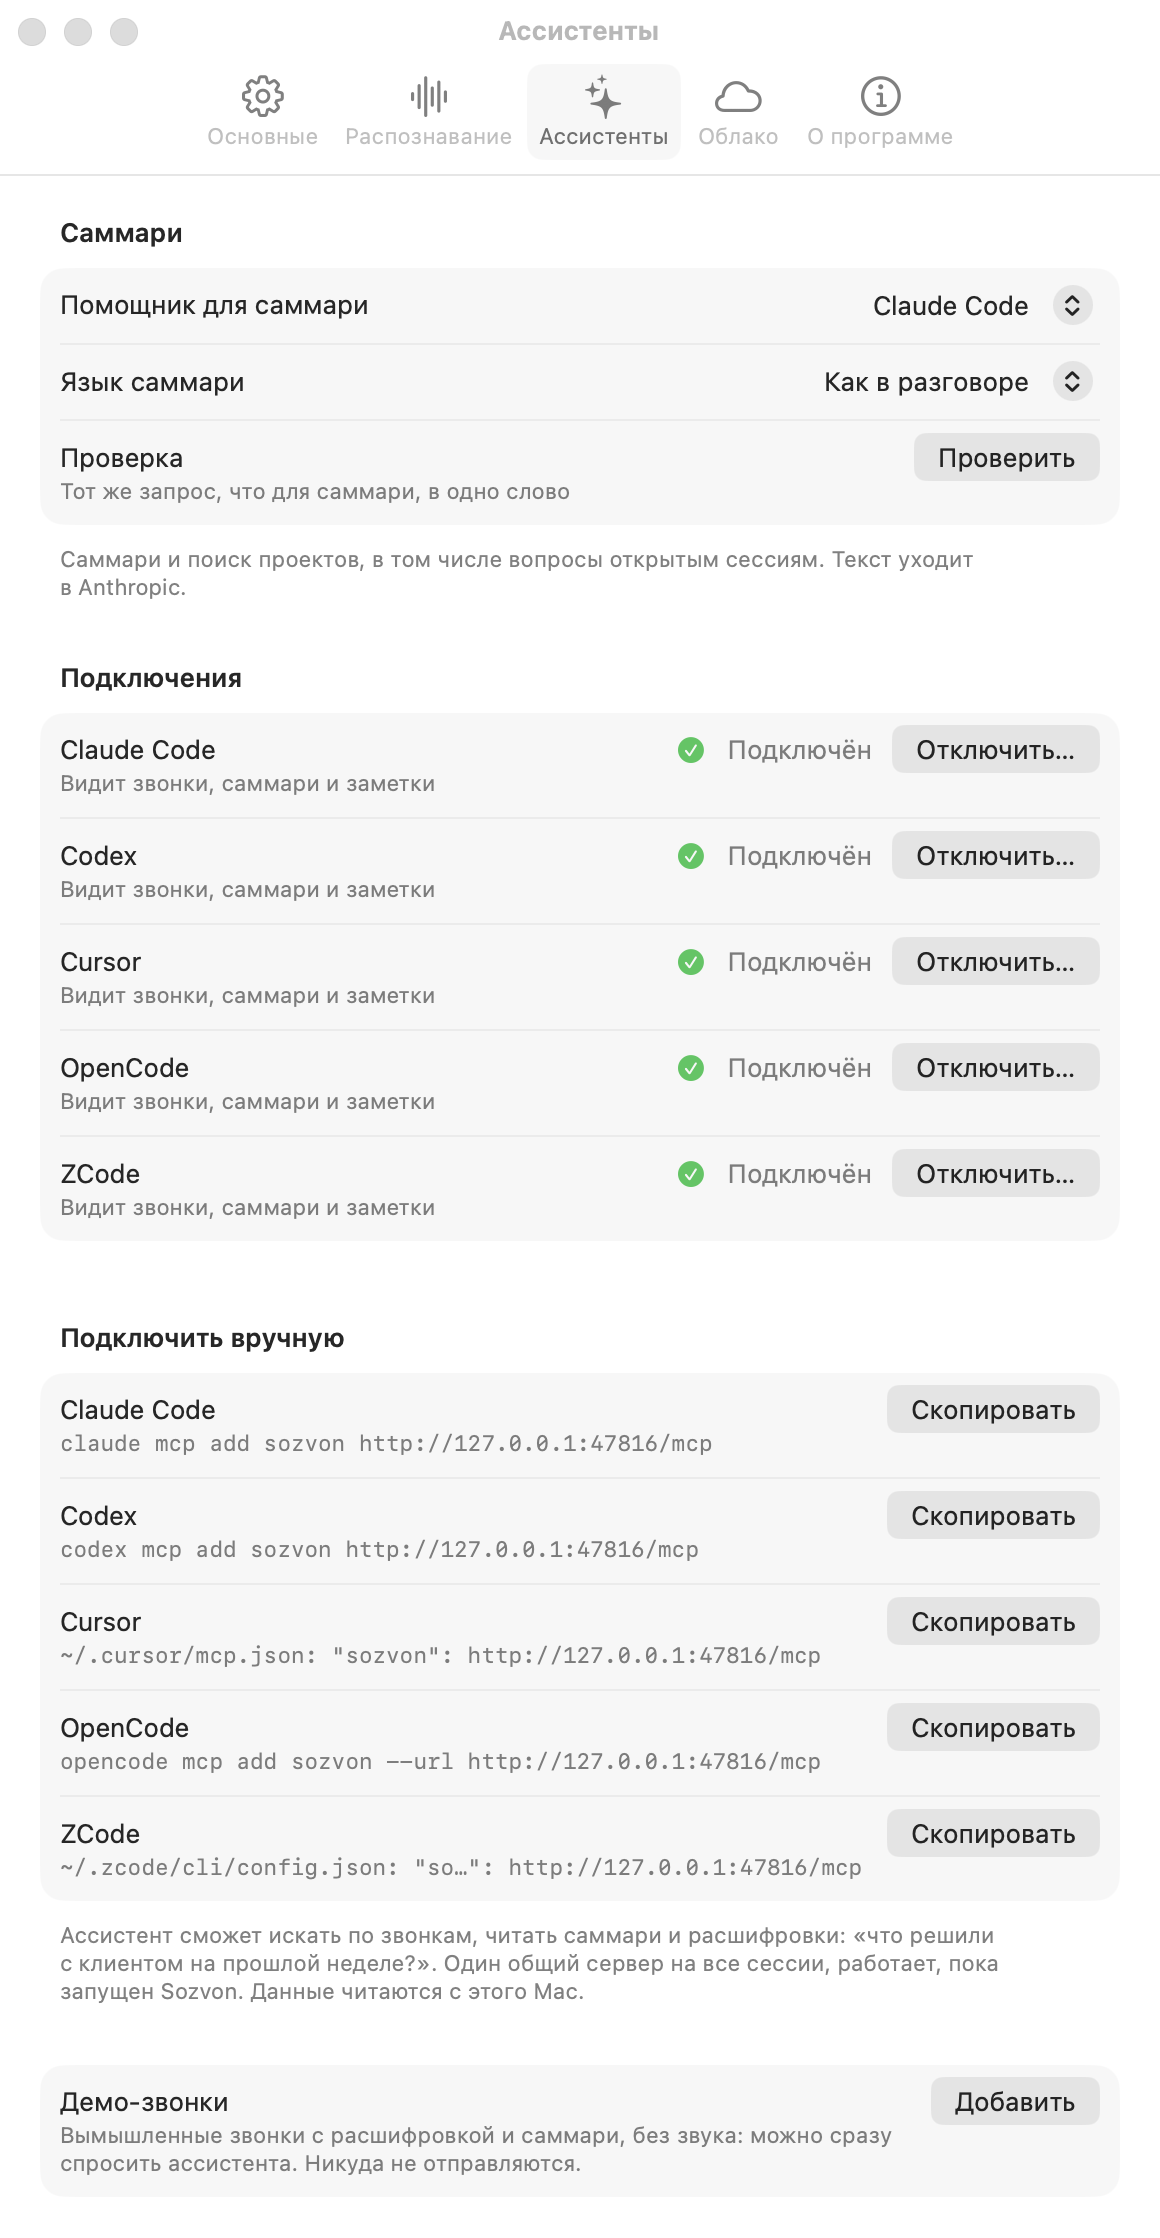 Ассистенты
Основные
Распознавание
Ассистенты
Облако
О программе
Саммари
Помощник для саммари
Claude Code
Язык саммари
Как в разговоре
Проверка
Проверить
Тот же запрос, что для саммари, в одно слово
Саммари и поиск проектов, в том числе вопросы открытым сессиям. Текст уходит
в Anthropic.
Подключения
Claude Code
Подключён
Отключить...
Видит звонки, саммари и заметки
Codex
Подключён
Отключить...
Видит звонки, саммари и заметки
Cursor
Подключён
Отключить...
Видит звонки, саммари и заметки
OpenCode
Подключён
Отключить...
Видит звонки, саммари и заметки
ZCode
Подключён
Отключить...
Видит звонки, саммари и заметки
Подключить вручную
Claude Code
Скопировать
claude mcp add sozvon http://127.0.0.1:47816/mcp
Codex
Скопировать
codex mcp add sozvon http://127.0.0.1:47816/mcp
Cursor
Скопировать
~/.cursor/mcp.json: "sozvon": http://127.0.0.1:47816/mcp
OpenCode
Скопировать
opencode mcp add sozvon --url http://127.0.0.1:47816/mcp
ZCode
Скопировать
~/.zcode/cli/config.json: "so…": http://127.0.0.1:47816/mcp
Ассистент сможет искать по звонкам, читать саммари и расшифровки: «что решили
с клиентом на прошлой неделе?». Один общий сервер на все сессии, работает, пока
запущен Sozvon. Данные читаются с этого Mac.
Демо-звонки
Добавить
Вымышленные звонки с расшифровкой и саммари, без звука: можно сразу
спросить ассистента. Никуда не отправляются.